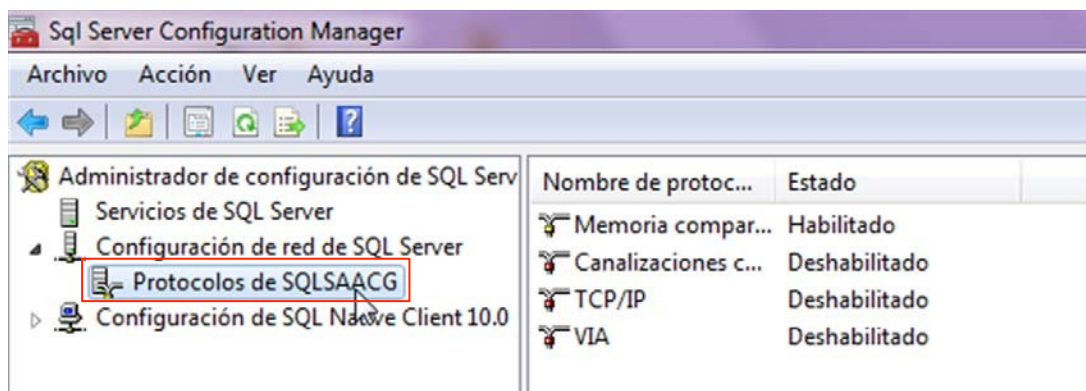 Sql Server Configuration Manager
Archivo Acción Ver Ayuda
Administrador de configuración de SQL Serv
Servicios de SQL Server
Configuración de red de SQL Server
Protocolos de SQLSAACG
Configuración de SQL Native Client 10.0
Nombre de protoc... Estado
Memoria compar... Habilitado
Canalizaciones c... Deshabilitado
TCP/IP Deshabilitado
VIA Deshabilitado